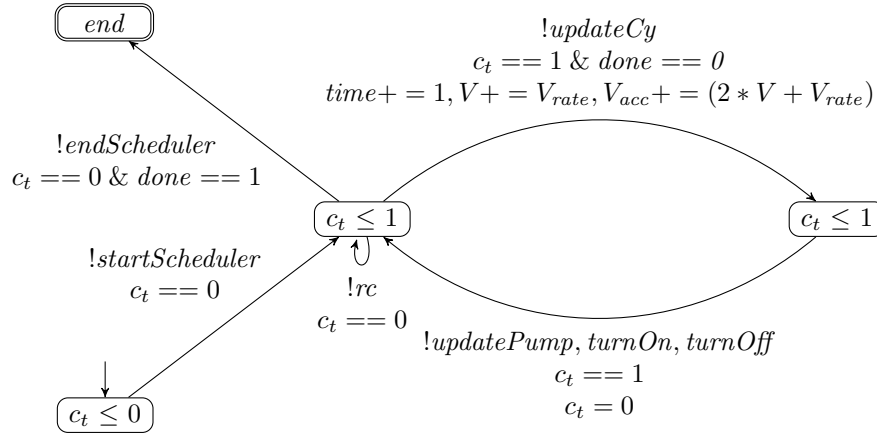 end
!updateCy
c_t == 1 & done == 0
time+ = 1, V+ = V_rate, V_acc+ = (2 * V + V_rate)
!endScheduler
c_t == 0 & done == 1
c_t ≤ 1
c_t ≤ 1
!startScheduler
c_t == 0
!rc
c_t == 0
!updatePump, turnOn, turnOff
c_t == 1
c_t = 0
c_t ≤ 0